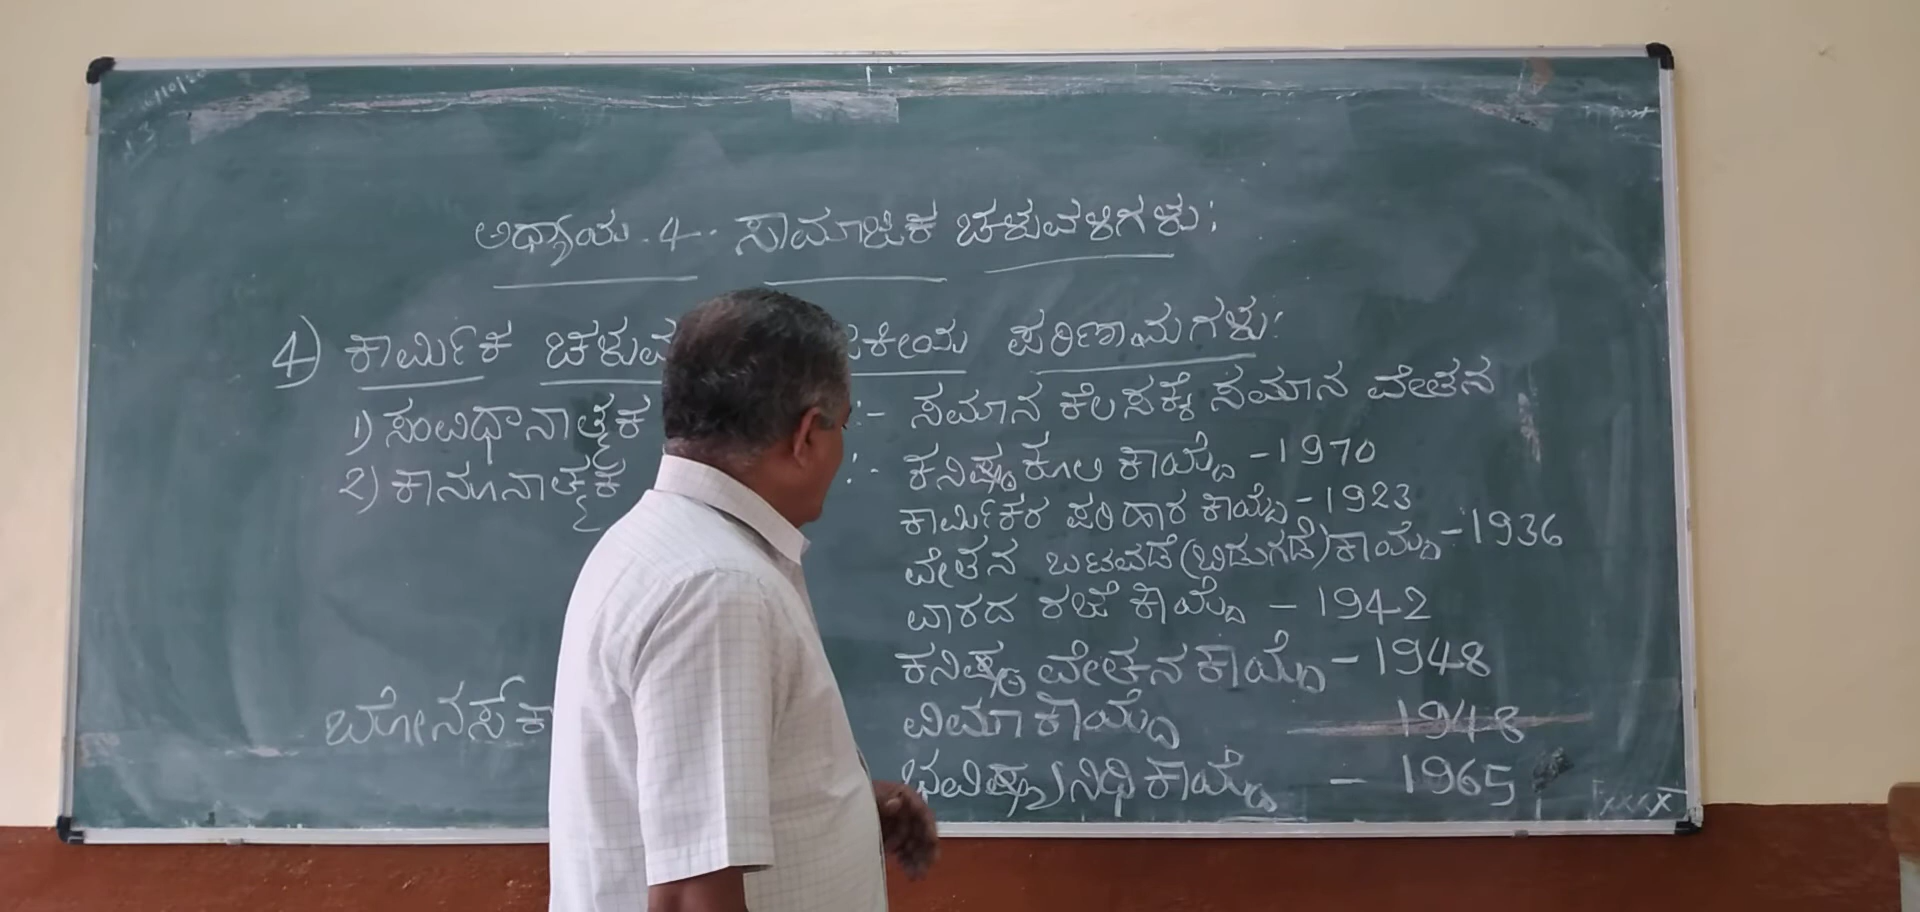 ಅಧ್ಯಾಯ. 4. ಸಾಮಾಜಿಕ ಚಳುವಳಿಗಳು:
4) ಕಾರ್ಮಿಕ ಚಳುವ ಕೀಯ ಪರಿಣಾಮಗಳು:
1) ಸಂವಿಧಾನಾತ್ಮಕ :- ಸಮಾನ ಕೆಲಸಕ್ಕೆ ಸಮಾನ ವೇತನ
2) ಕಾನೂನಾತ್ಮಕ :- ಕನಿಷ್ಠ ಕೂಲಿ ಕಾಯ್ದೆ - 1970
ಕಾರ್ಮಿಕರ ಪರಿಹಾರ ಕಾಯ್ದೆ - 1923
ವೇತನ ಬಟವಡೆ (ಬಿಡುಗಡೆ) ಕಾಯ್ದೆ - 1936
ವಾರದ ರಜೆ ಕಾಯ್ದೆ - 1942
ಕನಿಷ್ಠ ವೇತನ ಕಾಯ್ದೆ - 1948
ಬೋನಸ್ ಕಾ ವಿಮಾ ಕಾಯ್ದೆ 1948
ಭವಿಷ್ಯನಿಧಿ ಕಾಯ್ದೆ - 1965